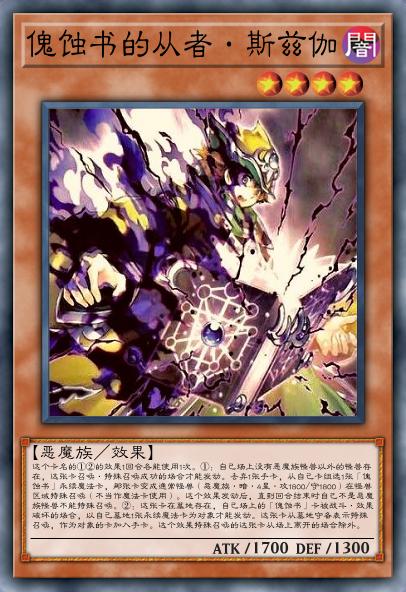 傀蚀书的从者·斯兹伽
闇
【恶魔族／效果】
这个卡名的①②的效果1回合各能使用1次。①：自己场上没有恶魔族怪兽以外的怪兽存
在，这张卡召唤·特殊召唤成功的场合才能发动。丢弃1张手卡，从自己卡组选1张「傀
蚀书」永续魔法卡，那张卡变成通常怪兽（恶魔族·暗·4星·攻1800/守1800）在怪兽
区域特殊召唤（不当作魔法卡使用）。这个效果发动后，直到回合结束时自己不是恶魔
族怪兽不能特殊召唤。②：这张卡在墓地存在，自己场上的「傀蚀书」卡被战斗·效果
破坏的场合，以自己墓地1张永续魔法卡为对象才能发动。这张卡从墓地守备表示特殊
召唤，作为对象的卡加入手卡。这个效果特殊召唤的这张卡从场上离开的场合除外。
ATK / 1700 DEF / 1300